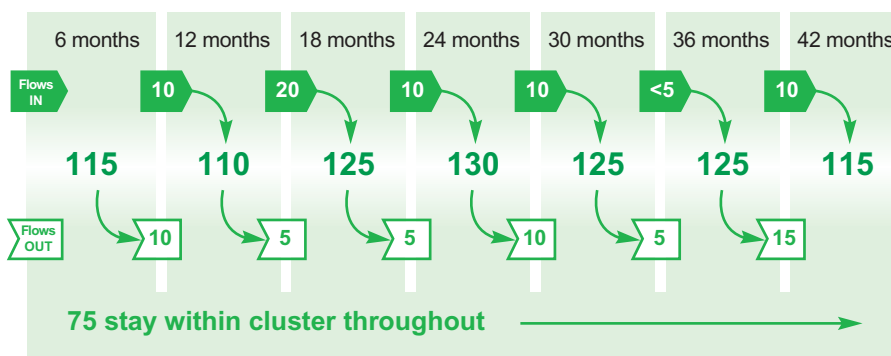 6 months 12 months 18 months 24 months 30 months 36 months 42 months
Flows
IN
10 20 10 10 <5 10
115 110 125 130 125 125 115
Flows
OUT
10 5 5 10 5 15
75 stay within cluster throughout